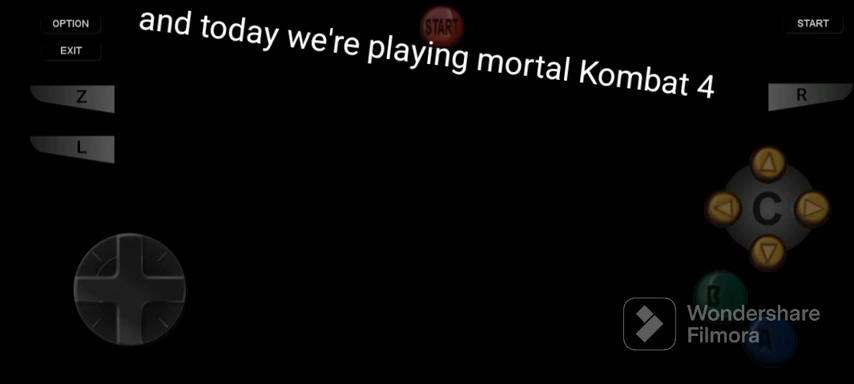 OPTION
START
START
and today we're playing mortal Kombat 4
EXIT
Z
R
L
C
B
A
Wondershare
Filmora